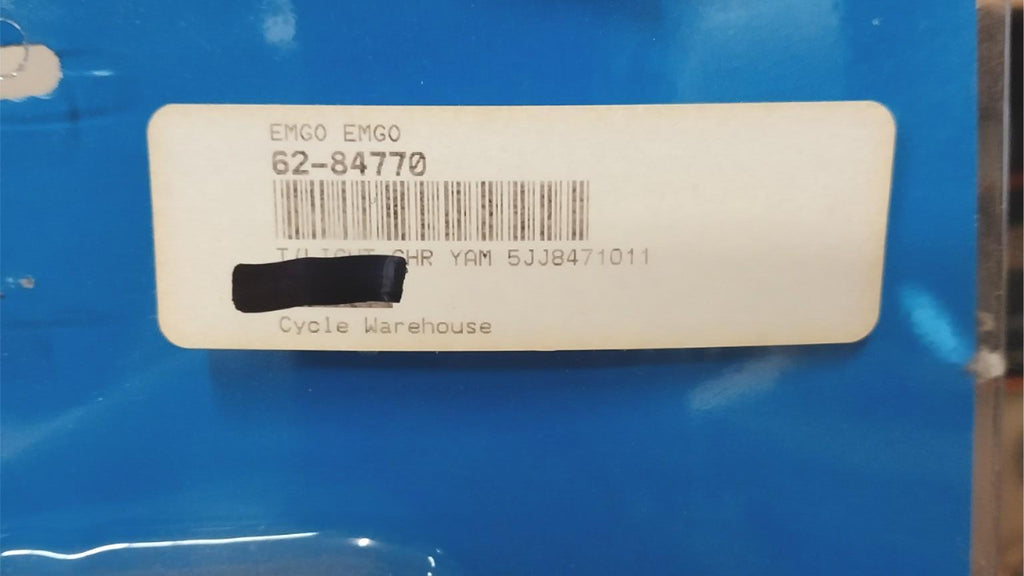 EMGO EMGO
62-84770
T/LIGHT CHR YAM 5JJ8471011
Cycle Warehouse